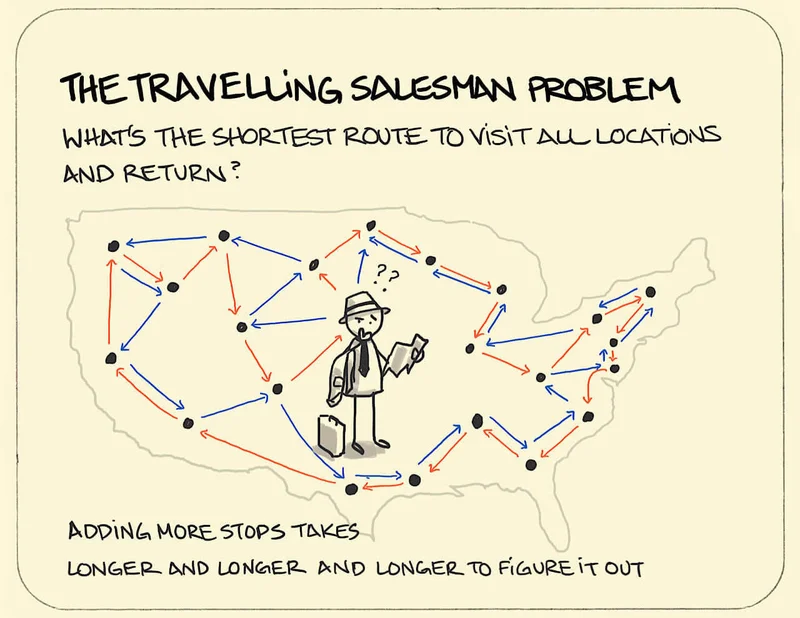 THE TRAVELLING SALESMAN PROBLEM
WHAT'S THE SHORTEST ROUTE TO VISIT ALL LOCATIONS
AND RETURN?
??
ADDING MORE STOPS TAKES
LONGER AND LONGER AND LONGER TO FIGURE IT OUT